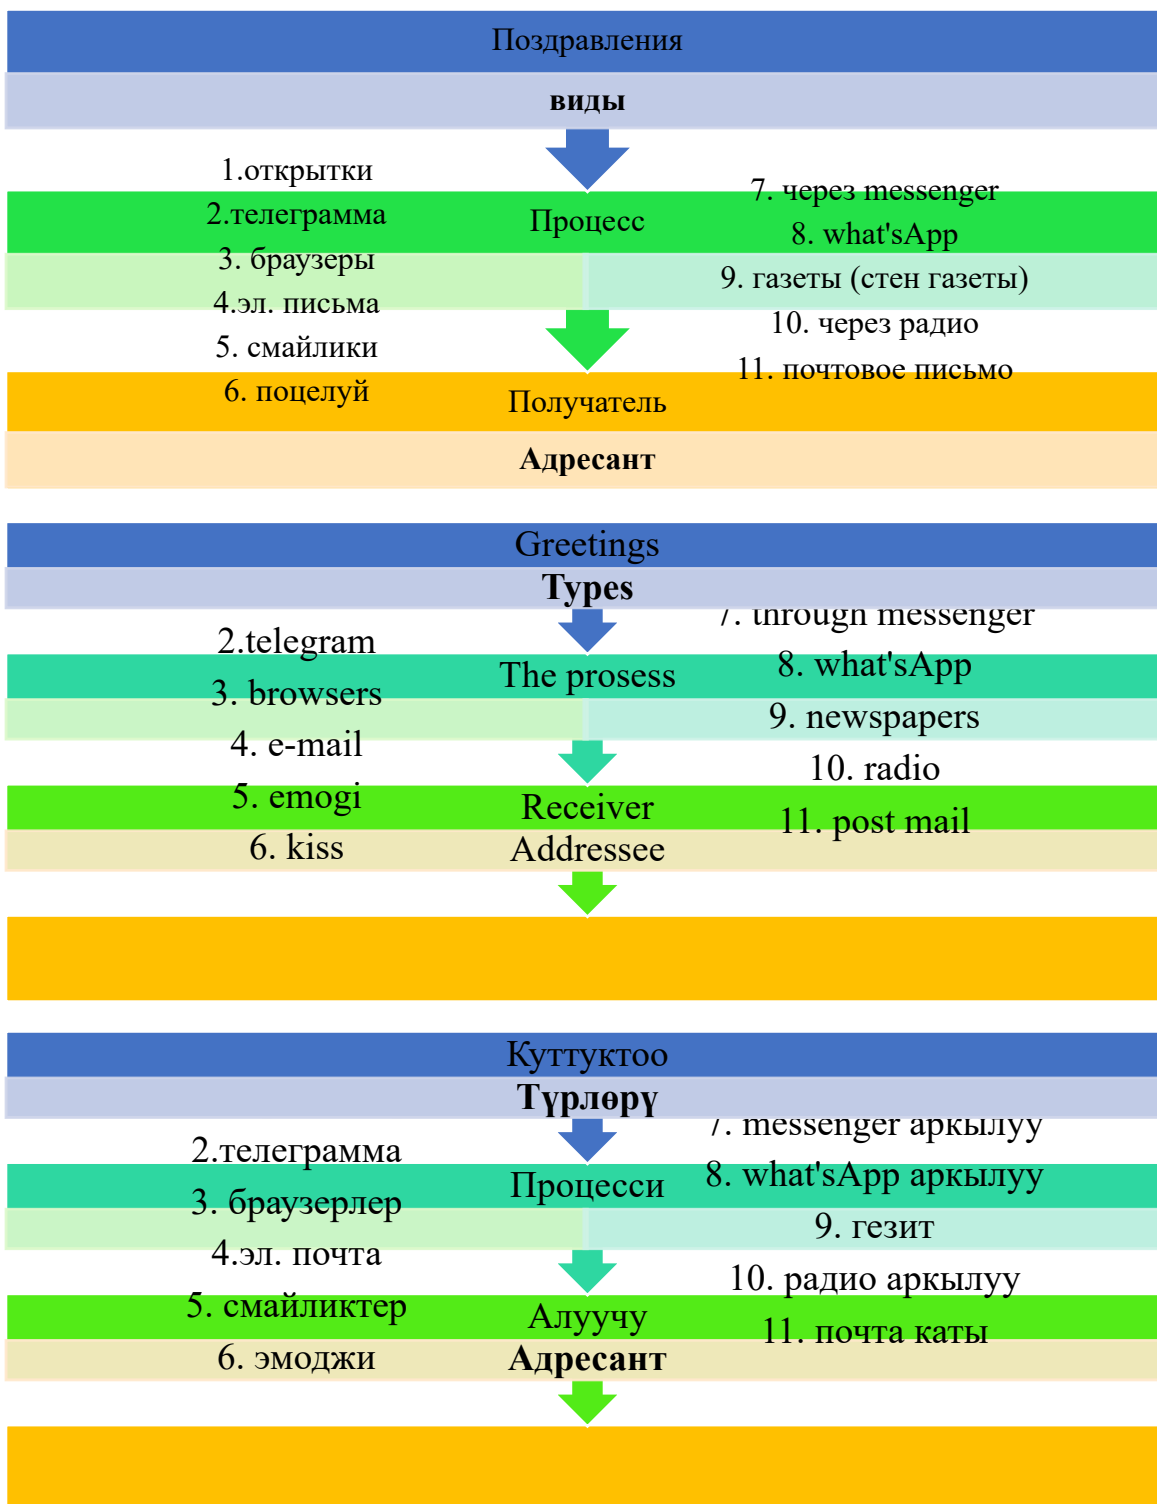 Поздравления
виды
1.открытки
2.телеграмма
3. браузеры
4.эл. письма
5. смайлики
6. поцелуй
Процесс
7. через messenger
8. what'sApp
9. газеты (стен газеты)
10. через радио
11. почтовое письмо
Получатель
Адресант
Greetings
Types
2.telegram
3. browsers
4. e-mail
5. emogi
6. kiss
The prosess
7. through messenger
8. what'sApp
9. newspapers
10. radio
11. post mail
Receiver
Addressee
Куттуктоо
Түрлөрү
2.телеграмма
3. браузерлер
4.эл. почта
5. смайликтер
6. эмоджи
Процесси
7. messenger аркылуу
8. what'sApp аркылуу
9. гезит
10. радио аркылуу
11. почта каты
Алуучу
Адресант